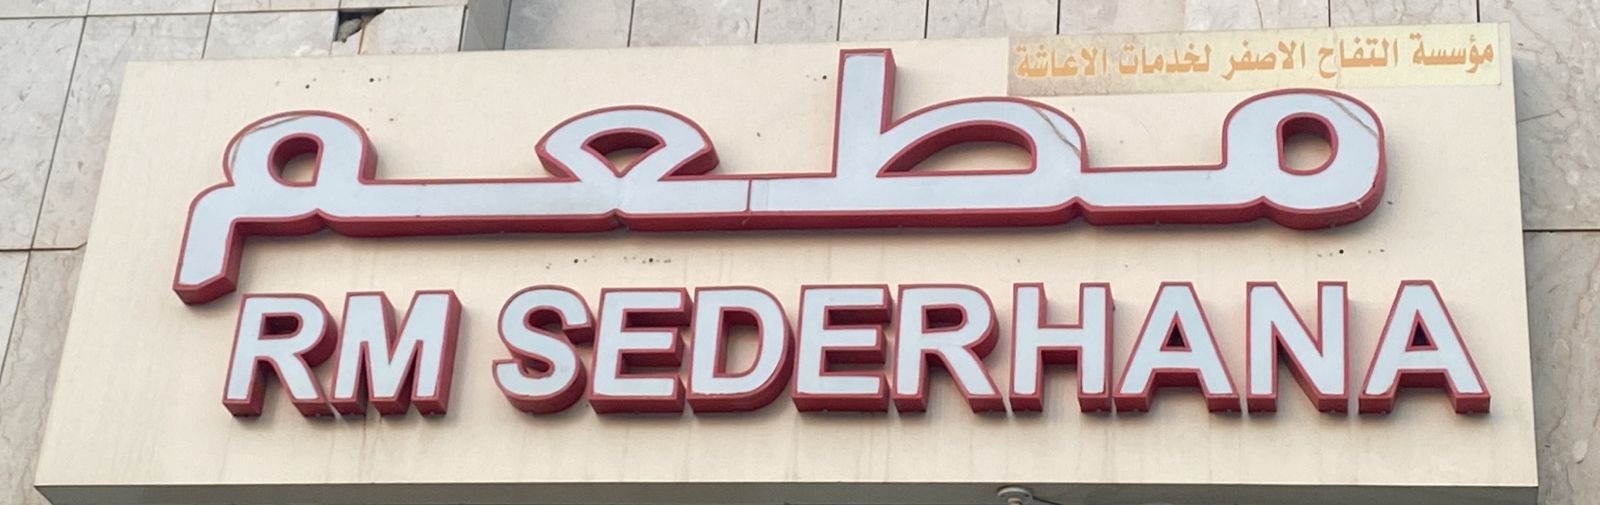 مؤسسة التفاح الاصفر لخدمات الاعاشة
مطعم
RM SEDERHANA